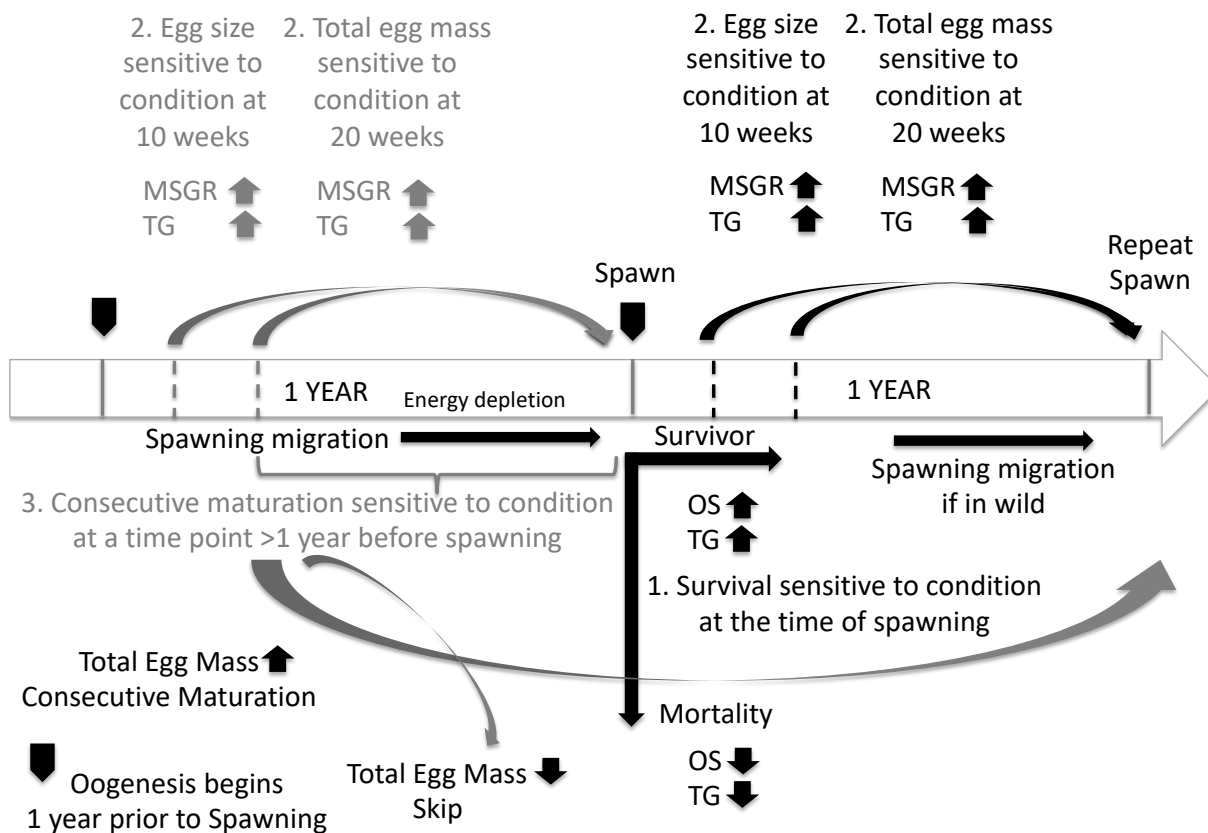 2. Egg size
sensitive to
condition at
10 weeks
MSGR
TG
2. Total egg mass
sensitive to
condition at
20 weeks
MSGR
TG
2. Egg size
sensitive to
condition at
10 weeks
MSGR
TG
2. Total egg mass
sensitive to
condition at
20 weeks
MSGR
TG
Spawn
Repeat
Spawn
1 YEAR
Energy depletion
1 YEAR
Spawning migration
Survivor
Spawning migration
if in wild
3. Consecutive maturation sensitive to condition
at a time point >1 year before spawning
OS
TG
1. Survival sensitive to condition
at the time of spawning
Total Egg Mass
Consecutive Maturation
Mortality
OS
TG
Total Egg Mass
Skip
Oogenesis begins
1 year prior to Spawning